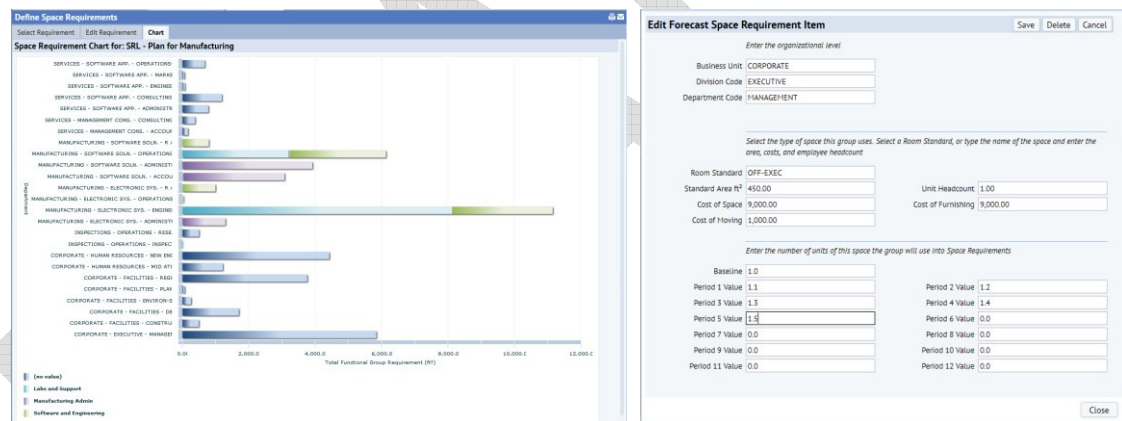 Define Space Requirements
Select Requirement Edit Requirement Chart
Space Requirement Chart for: SRL - Plan for Manufacturing
SERVICES - SOFTWARE APP. - OPERATIONS
SERVICES - SOFTWARE APP. - MARKE
SERVICES - SOFTWARE APP. - ENGINEE
SERVICES - SOFTWARE APP. - CONSULTING
SERVICES - SOFTWARE APP. - ADMINISTR
SERVICES - MANAGEMENT CONS. - CONSULTING
SERVICES - MANAGEMENT CONS. - ACCOUN
MANUFACTURING - SOFTWARE SOLN. - R
MANUFACTURING - SOFTWARE SOLN. - OPERATIONS
MANUFACTURING - SOFTWARE SOLN. - ADMINISTR
MANUFACTURING - SOFTWARE SOLN. - ACCOU
MANUFACTURING - ELECTRONIC SYS. - R
MANUFACTURING - ELECTRONIC SYS. - OPERATIONS
MANUFACTURING - ELECTRONIC SYS. - ENGINEE
MANUFACTURING - ELECTRONIC SYS. - ADMINISTR
INSPECTIONS - OPERATIONS - RESE
INSPECTIONS - OPERATIONS - INSPEC
CORPORATE - HUMAN RESOURCES - NEW ENG
CORPORATE - HUMAN RESOURCES - MID ATL
CORPORATE - FACILITIES - REGI
CORPORATE - FACILITIES - PLAN
CORPORATE - FACILITIES - ENVIRON-S
CORPORATE - FACILITIES - DE
CORPORATE - FACILITIES - CONSTRU
CORPORATE - EXECUTIVE - MANAGE
Department
0.0 2,000.0 4,000.0 6,000.0 8,000.0 10,000.0 12,000.0
Total Functional Group Requirement (ft²)
(no value)
Labs and Support
Manufacturing Admin
Software and Engineering
Edit Forecast Space Requirement Item Save Delete Cancel
Enter the organizational level
Business Unit CORPORATE
Division Code EXECUTIVE
Department Code MANAGEMENT
Select the type of space this group uses. Select a Room Standard, or type the name of the space and enter the
area, costs, and employee headcount
Room Standard OFF-EXEC
Standard Area ft² 450.00 Unit Headcount 1.00
Cost of Space 9,000.00 Cost of Furnishing 9,000.00
Cost of Moving 1,000.00
Enter the number of units of this space the group will use into Space Requirements
Baseline 1.0
Period 1 Value 1.1 Period 2 Value 1.2
Period 3 Value 1.3 Period 4 Value 1.4
Period 5 Value 1.5 Period 6 Value 0.0
Period 7 Value 0.0 Period 8 Value 0.0
Period 9 Value 0.0 Period 10 Value 0.0
Period 11 Value 0.0 Period 12 Value 0.0
Close